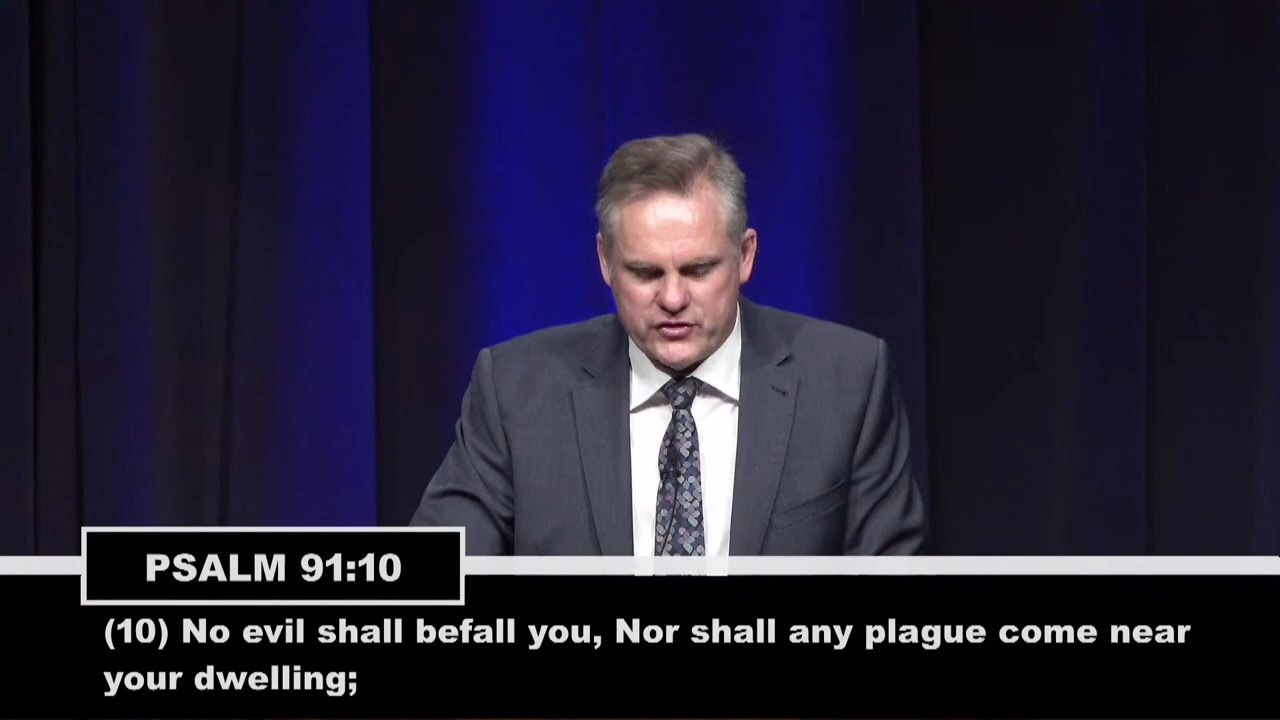 PSALM 91:10
(10) No evil shall befall you, Nor shall any plague come near
your dwelling;